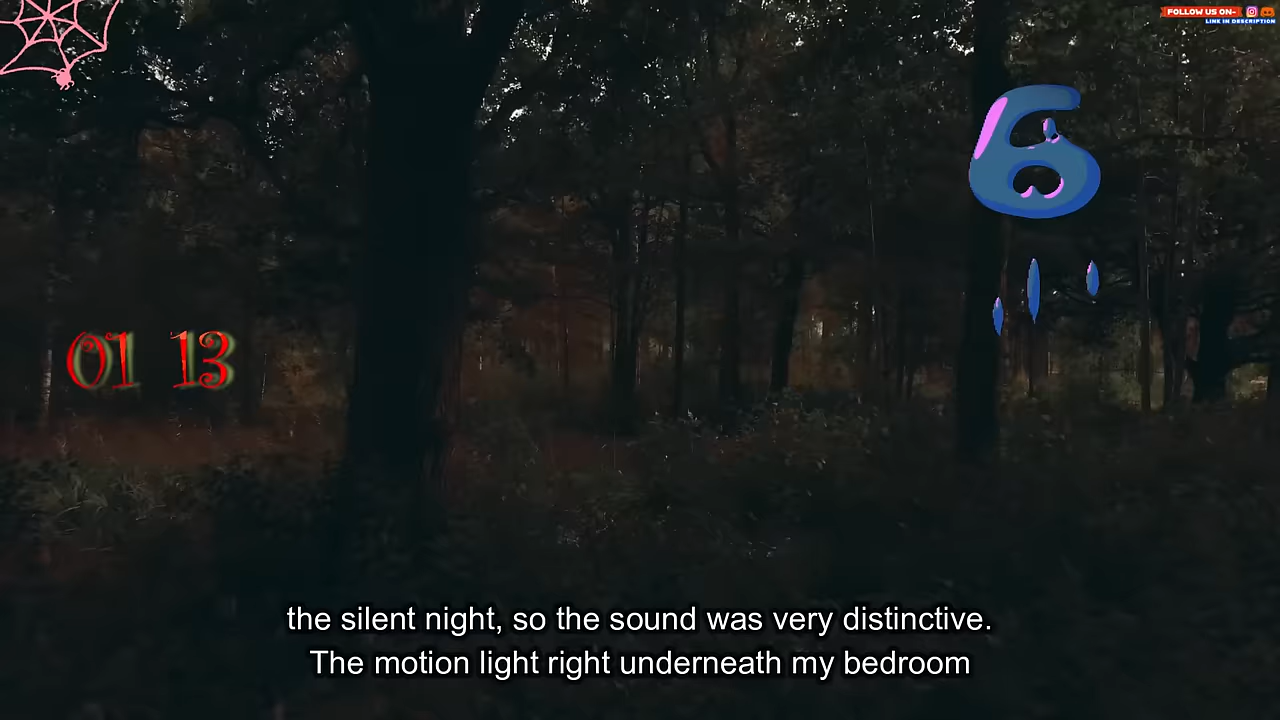 FOLLOW US ON-
LINK IN DESCRIPTION
6
01 13
the silent night, so the sound was very distinctive.
The motion light right underneath my bedroom